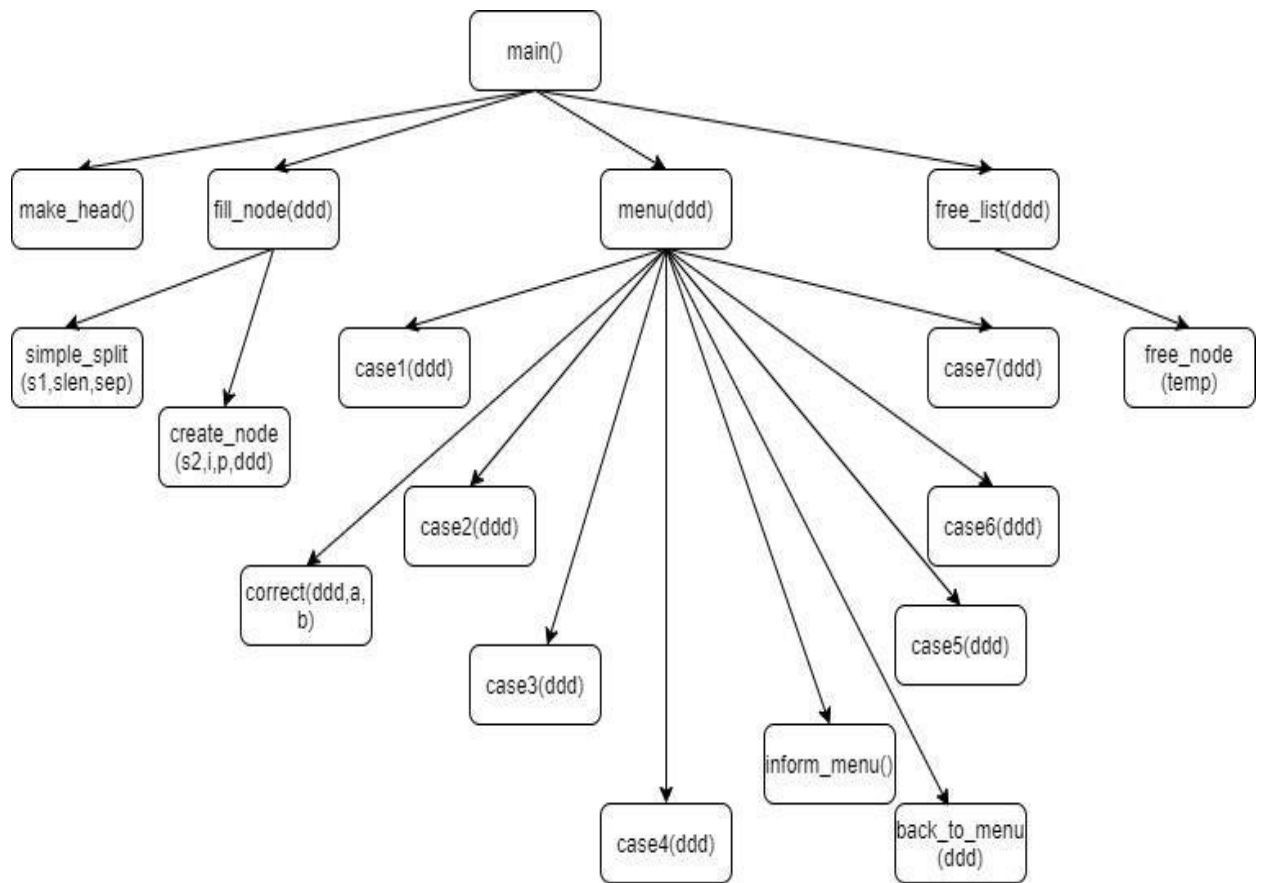 main()
make_head()
fill_node(ddd)
menu(ddd)
free_list(ddd)
simple_split
(s1,slen,sep)
case1(ddd)
case7(ddd)
free_node
(temp)
create_node
(s2,i,p,ddd)
case2(ddd)
case6(ddd)
correct(ddd,a,
b)
case5(ddd)
case3(ddd)
inform_menu()
case4(ddd)
back_to_menu
(ddd)